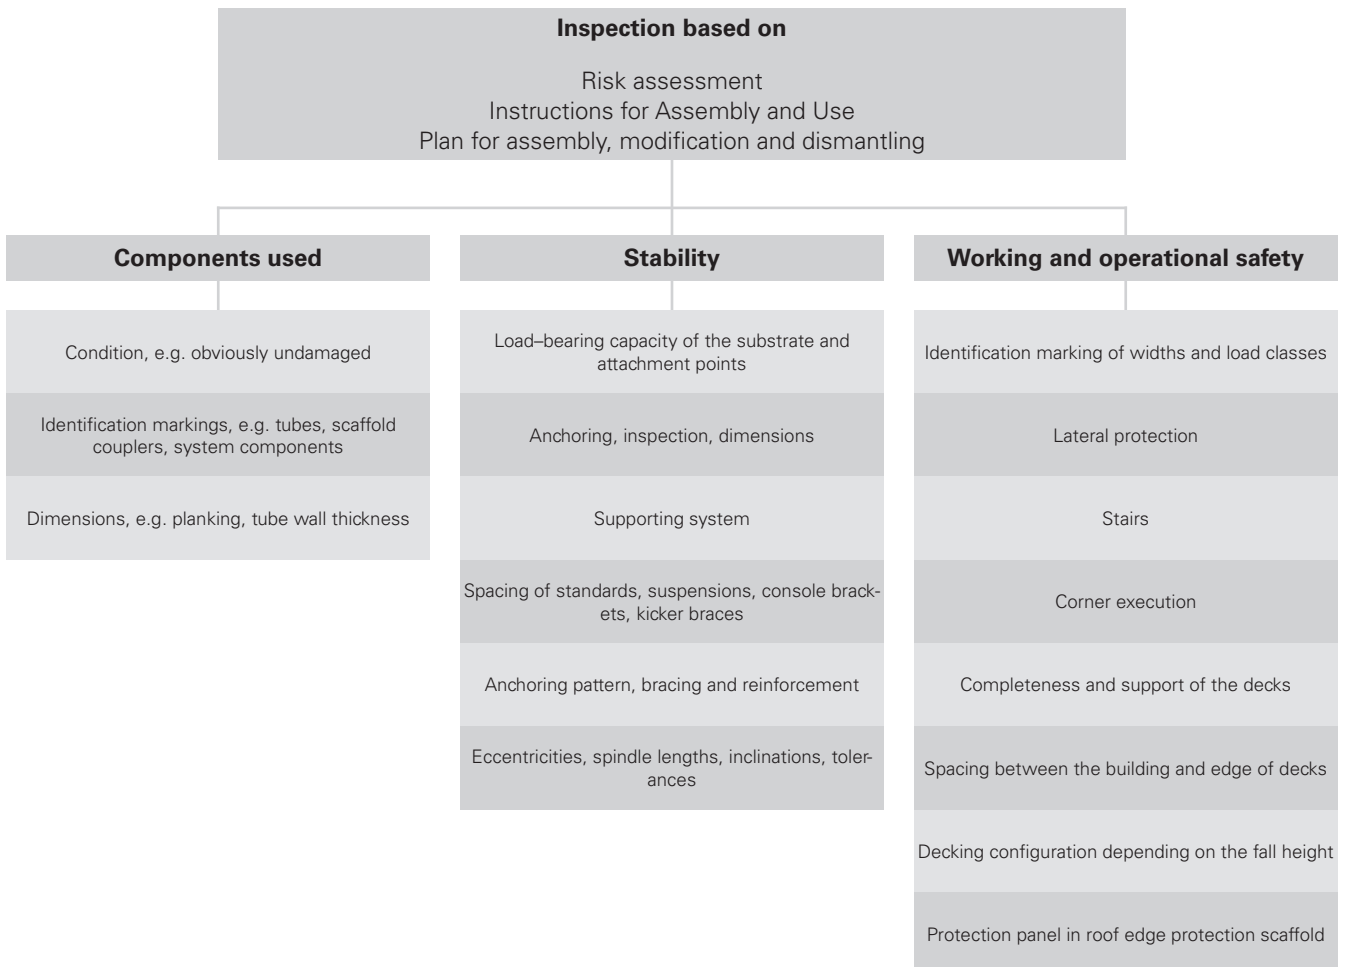 Inspection based on
Risk assessment
Instructions for Assembly and Use
Plan for assembly, modification and dismantling
Components used
Condition, e.g. obviously undamaged
Identification markings, e.g. tubes, scaffold
couplers, system components
Dimensions, e.g. planking, tube wall thickness
Stability
Load–bearing capacity of the substrate and
attachment points
Anchoring, inspection, dimensions
Supporting system
Spacing of standards, suspensions, console brack-
ets, kicker braces
Anchoring pattern, bracing and reinforcement
Eccentricities, spindle lengths, inclinations, toler-
ances
Working and operational safety
Identification marking of widths and load classes
Lateral protection
Stairs
Corner execution
Completeness and support of the decks
Spacing between the building and edge of decks
Decking configuration depending on the fall height
Protection panel in roof edge protection scaffold